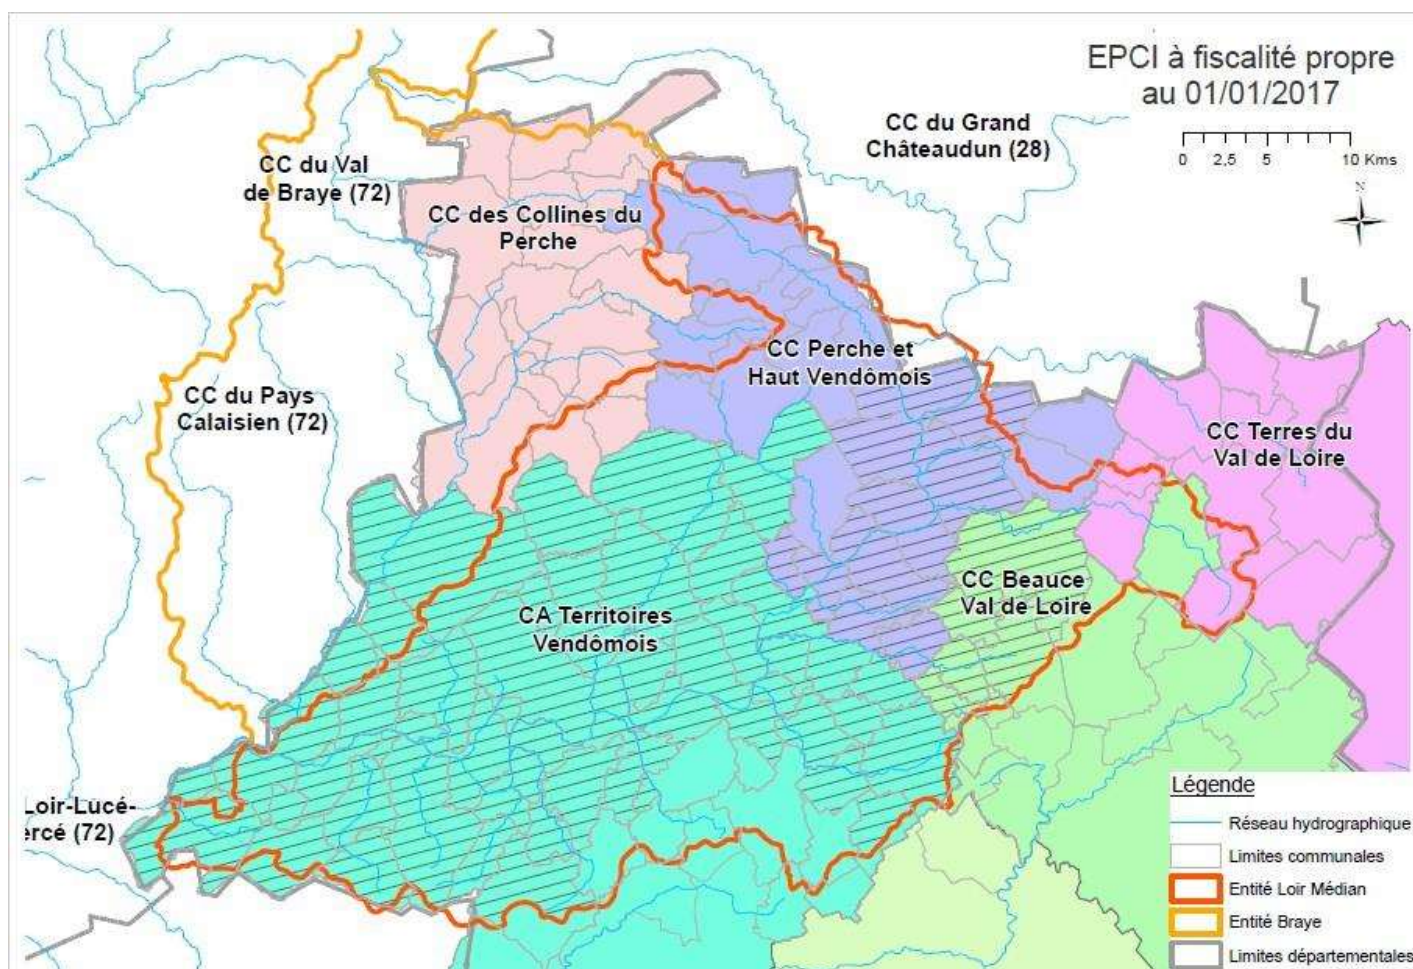 EPCI à fiscalité propre
au 01/01/2017
0 2,5 5 10 Kms
N
CC du Grand
Châteaudun (28)
CC du Val
de Braye (72)
CC des Collines du
Perche
CC Perche et
Haut Vendômois
CC du Pays
Calaisien (72)
CC Terres du
Val de Loire
CC Beauce
Val de Loire
CA Territoires
Vendômois
Loir-Lucé-
ercé (72)
Légende
Réseau hydrographique
Limites communales
Entité Loir Médian
Entité Braye
Limites départementales